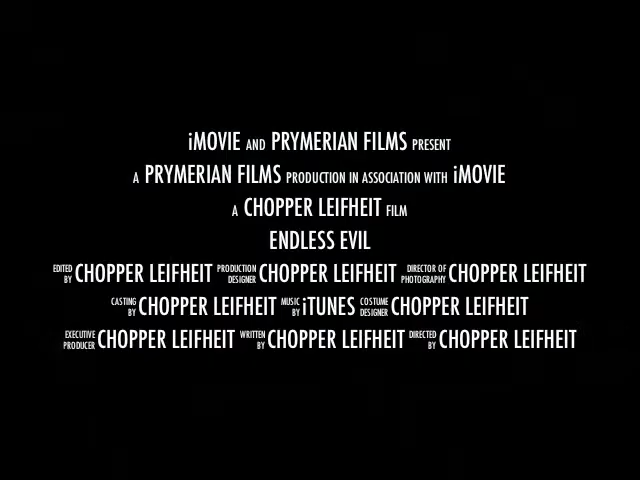 iMOVIE AND PRYMERIAN FILMS PRESENT
A PRYMERIAN FILMS PRODUCTION IN ASSOCIATION WITH iMOVIE
A CHOPPER LEIFHEIT FILM
ENDLESS EVIL
EDITED BY CHOPPER LEIFHEIT PRODUCTION DESIGNER CHOPPER LEIFHEIT DIRECTOR OF PHOTOGRAPHY CHOPPER LEIFHEIT
CASTING BY CHOPPER LEIFHEIT MUSIC BY iTUNES COSTUME DESIGNER CHOPPER LEIFHEIT
EXECUTIVE PRODUCER CHOPPER LEIFHEIT WRITTEN BY CHOPPER LEIFHEIT DIRECTED BY CHOPPER LEIFHEIT